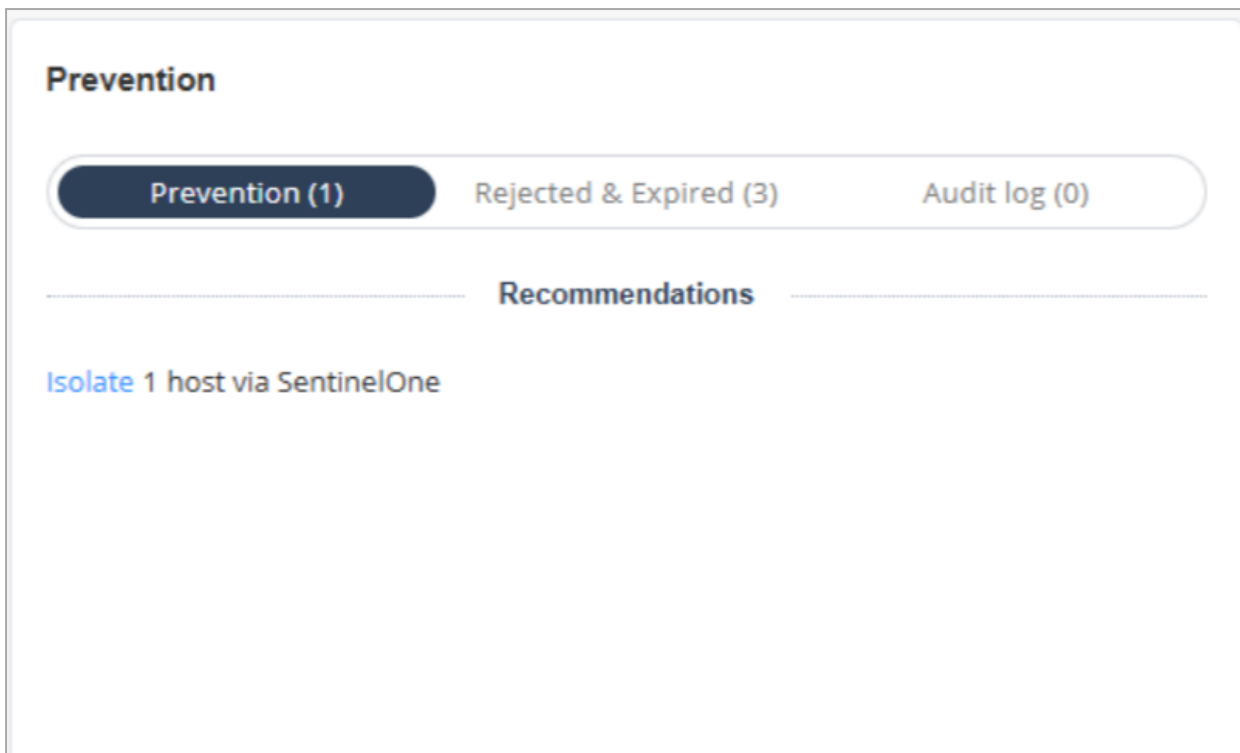 Prevention
Prevention (1) Rejected & Expired (3) Audit log (0)
Recommendations
Isolate 1 host via SentinelOne